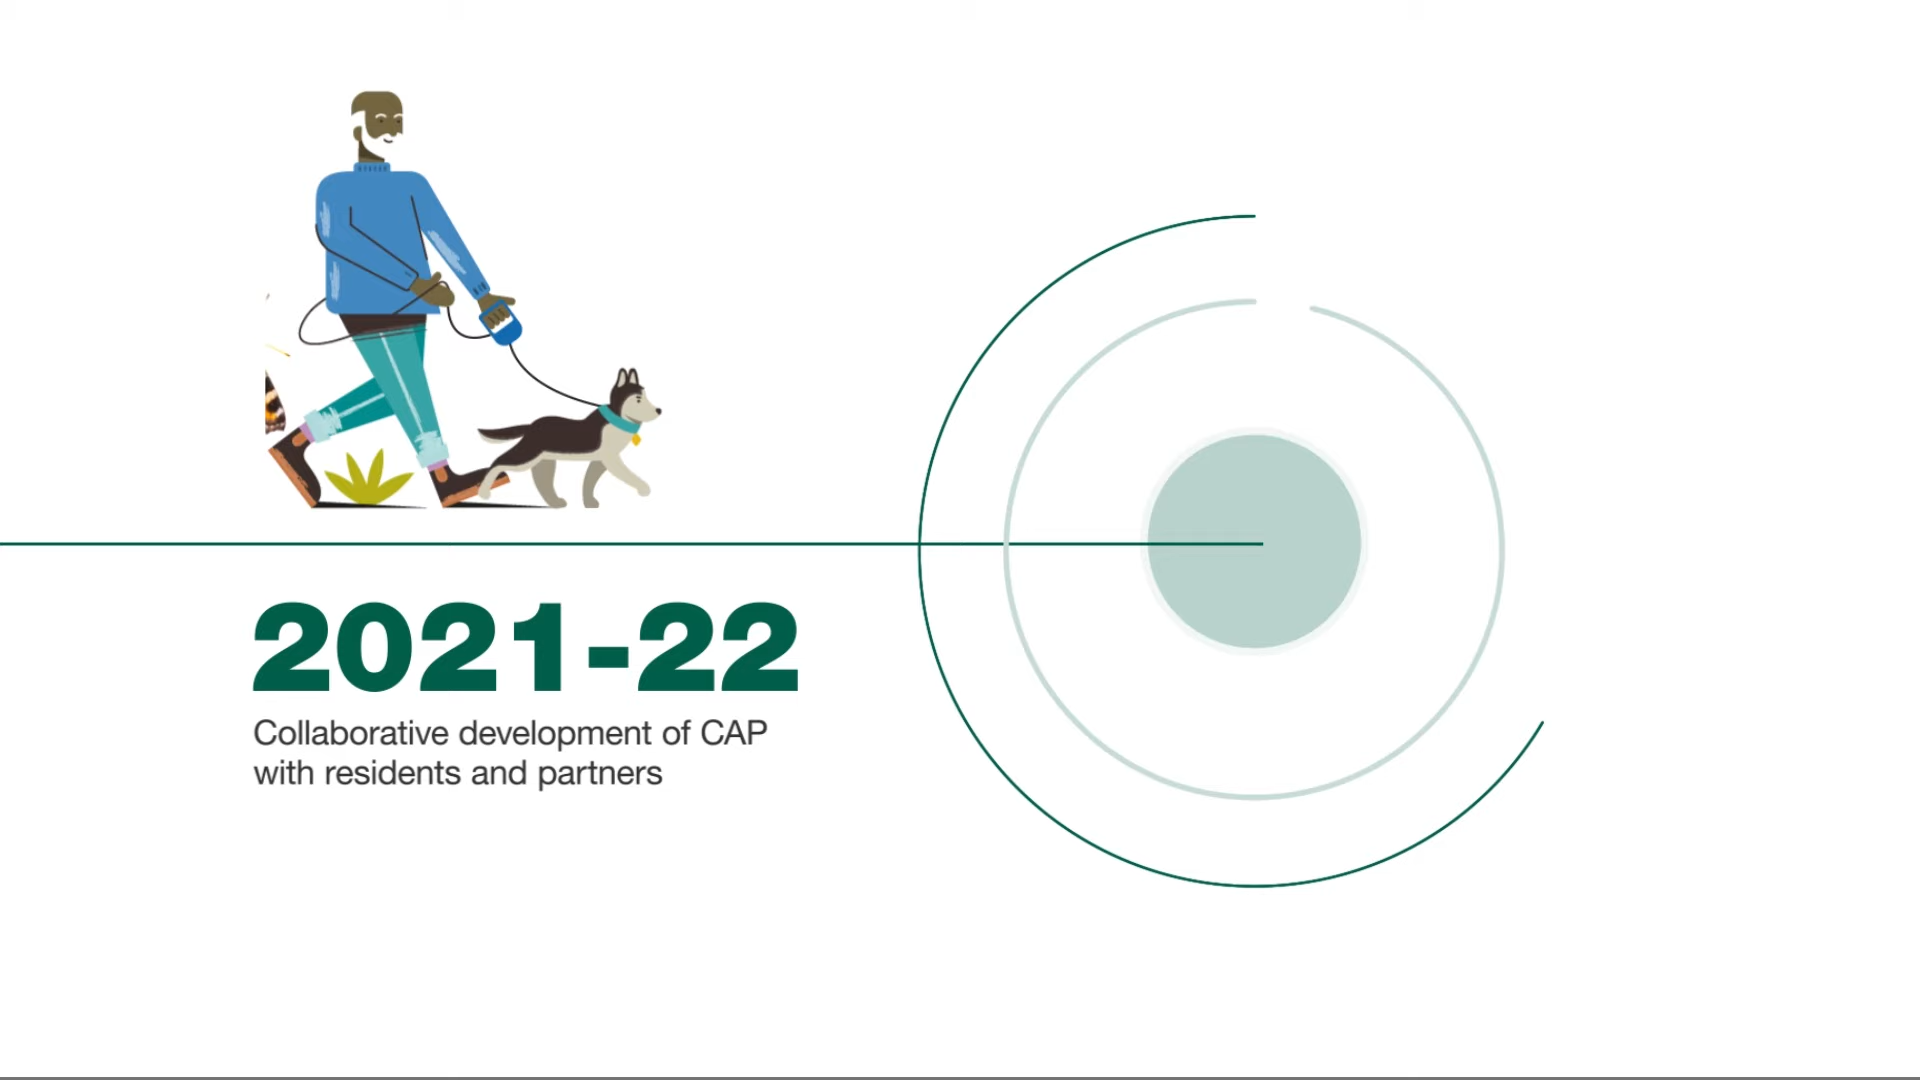 2021-22
Collaborative development of CAP
with residents and partners